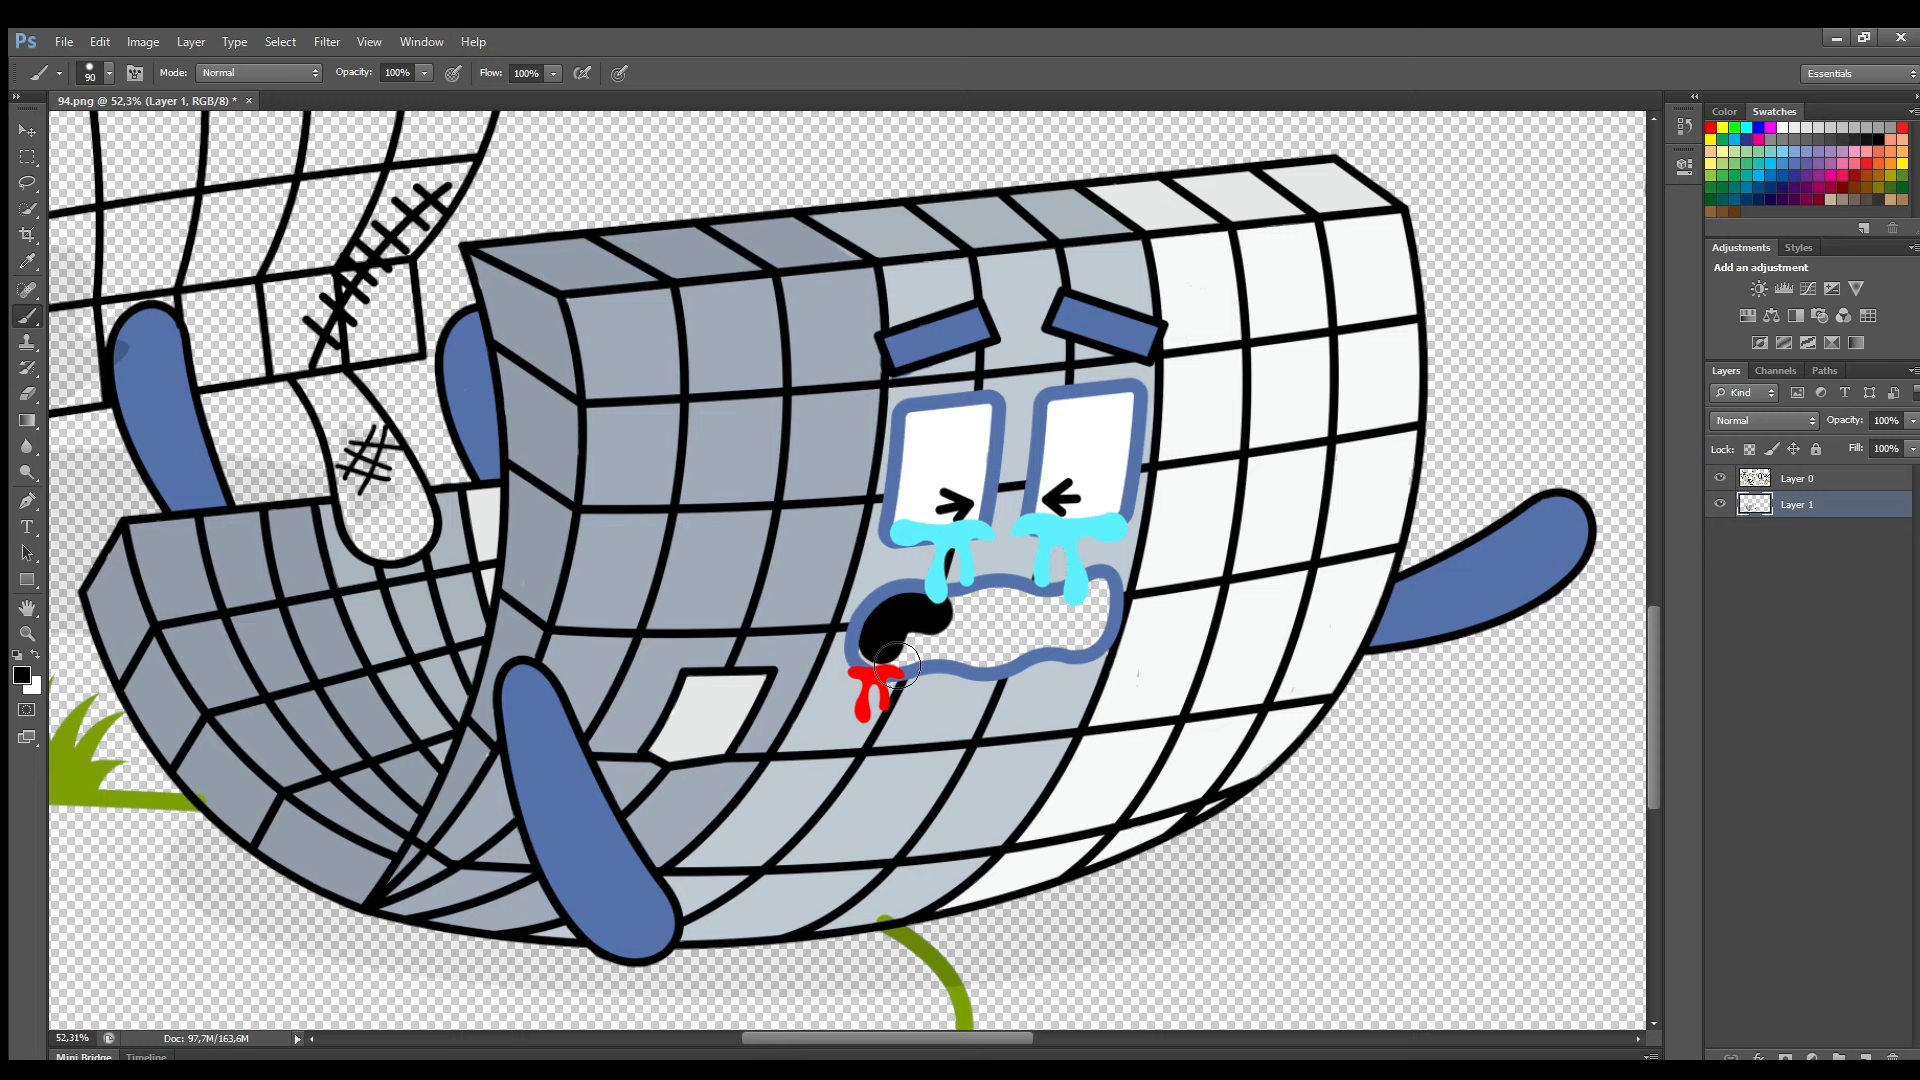 Ps File Edit Image Layer Type Select Filter View Window Help
90 Mode: Normal Opacity: 100% Flow: 100% Essentials
94.png @ 52,3% (Layer 1, RGB/8) * ×
Color Swatches
Adjustments Styles
Add an adjustment
Layers Channels Paths
Kind
Normal Opacity: 100%
Lock: Fill: 100%
Layer 0
Layer 1
52,31% Doc: 97,7M/163,6M
Mini Bridge Timeline